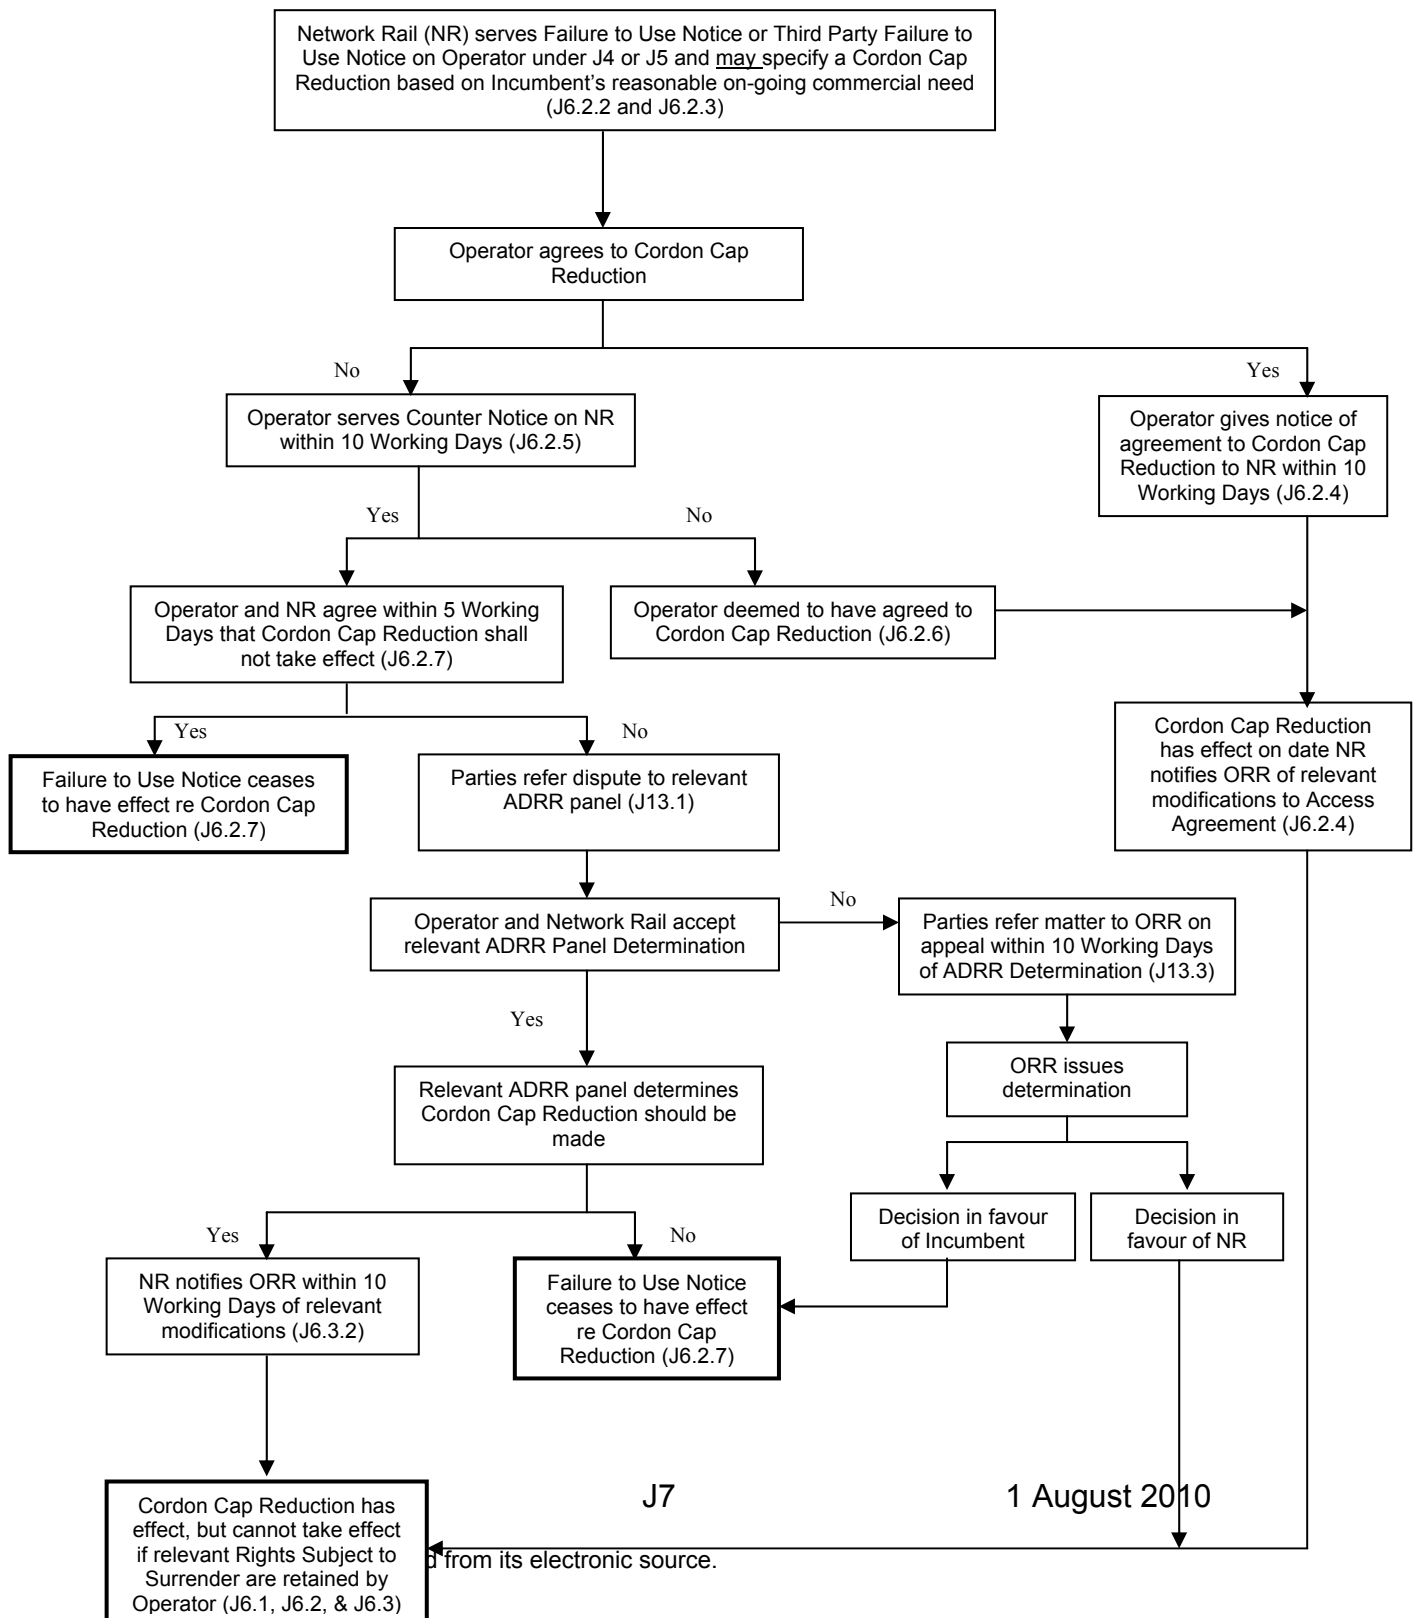 Network Rail (NR) serves Failure to Use Notice or Third Party Failure to
Use Notice on Operator under J4 or J5 and may specify a Cordon Cap
Reduction based on Incumbent's reasonable on-going commercial need
(J6.2.2 and J6.2.3)
Operator agrees to Cordon Cap
Reduction
No
Yes
Operator serves Counter Notice on NR
within 10 Working Days (J6.2.5)
Operator gives notice of
agreement to Cordon Cap
Reduction to NR within 10
Working Days (J6.2.4)
Yes
No
Operator and NR agree within 5 Working
Days that Cordon Cap Reduction shall
not take effect (J6.2.7)
Operator deemed to have agreed to
Cordon Cap Reduction (J6.2.6)
Yes
No
Failure to Use Notice ceases
to have effect re Cordon Cap
Reduction (J6.2.7)
Parties refer dispute to relevant
ADRR panel (J13.1)
Cordon Cap Reduction
has effect on date NR
notifies ORR of relevant
modifications to Access
Agreement (J6.2.4)
Operator and Network Rail accept
relevant ADRR Panel Determination
No
Parties refer matter to ORR on
appeal within 10 Working Days
of ADRR Determination (J13.3)
Yes
ORR issues
determination
Relevant ADRR panel determines
Cordon Cap Reduction should be
made
Decision in favour
of Incumbent
Decision in
favour of NR
Yes
No
NR notifies ORR within 10
Working Days of relevant
modifications (J6.3.2)
Failure to Use Notice
ceases to have effect
re Cordon Cap
Reduction (J6.2.7)
Cordon Cap Reduction has
effect, but cannot take effect
if relevant Rights Subject to
Surrender are retained by
Operator (J6.1, J6.2, & J6.3)
J7
1 August 2010
from its electronic source.